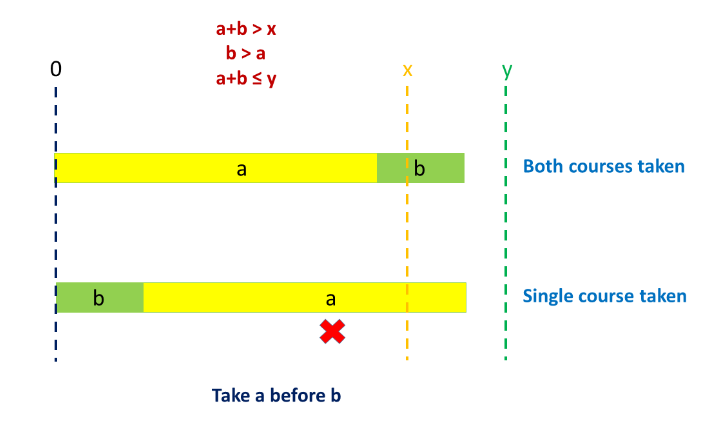 a+b > x
b > a
a+b ≤ y
0
x
y
a
b
Both courses taken
b
a
Single course taken
Take a before b